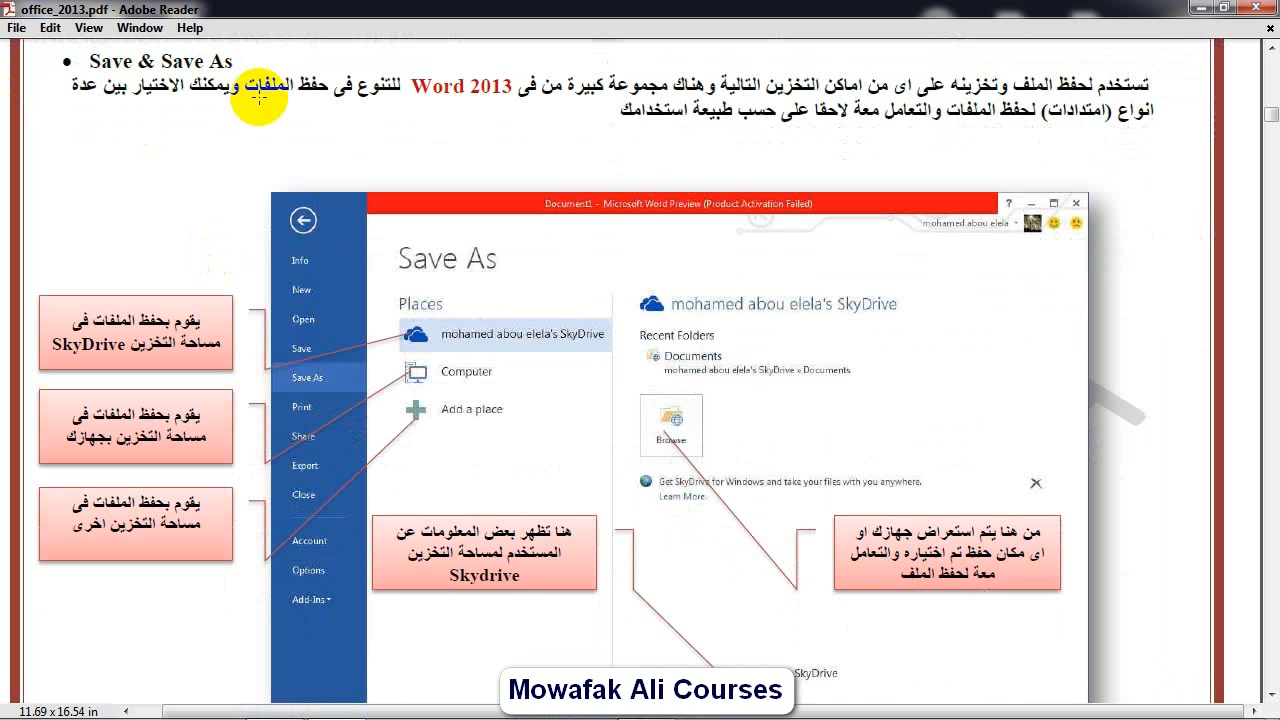 office_2013.pdf - Adobe Reader
File Edit View Window Help
• Save & Save As
تستخدم لحفظ الملف وتخزينه على اى من اماكن التخزين التالية وهناك مجموعة كبيرة من فى Word 2013 للتنوع فى حفظ الملفات ويمكنك الاختيار بين عدة
انواع (امتدادات) لحفظ الملفات والتعامل معة لاحقا على حسب طبيعة استخدامك
Document1 - Microsoft Word Preview (Product Activation Failed)
mohamed abou elela
Info
New
Open
Save
Save As
Print
Share
Export
Close
Account
Options
Add-Ins
Save As
Places
mohamed abou elela's SkyDrive
Computer
Add a place
mohamed abou elela's SkyDrive
Recent Folders
Documents
mohamed abou elela's SkyDrive » Documents
Browse
Get SkyDrive for Windows and take your files with you anywhere.
Learn More.
يقوم بحفظ الملفات فى
مساحة التخزين SkyDrive
يقوم بحفظ الملفات فى
مساحة التخزين بجهازك
يقوم بحفظ الملفات فى
مساحة التخزين اخرى
هنا تظهر بعض المعلومات عن
المستخدم لمساحة التخزين
Skydrive
من هنا يتم استعراض جهازك او
اى مكان حفظ تم اختياره والتعامل
معة لحفظ الملف
SkyDrive
Mowafak Ali Courses
11.69 x 16.54 in